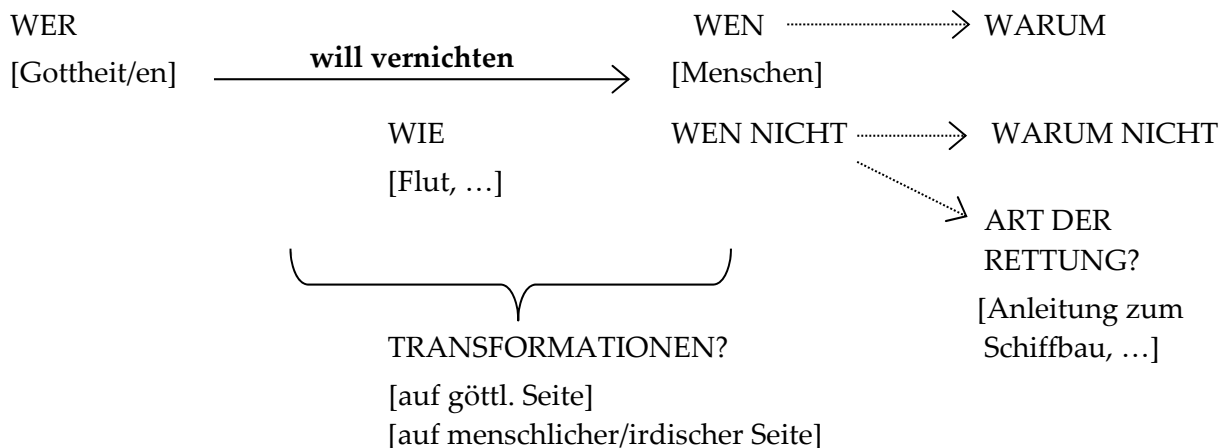 WER
[Gottheit/en]
will vernichten
WEN
[Menschen]
WARUM
WIE
[Flut, …]
WEN NICHT
WARUM NICHT
ART DER
RETTUNG?
[Anleitung zum
Schiffbau, …]
TRANSFORMATIONEN?
[auf göttl. Seite]
[auf menschlicher/irdischer Seite]